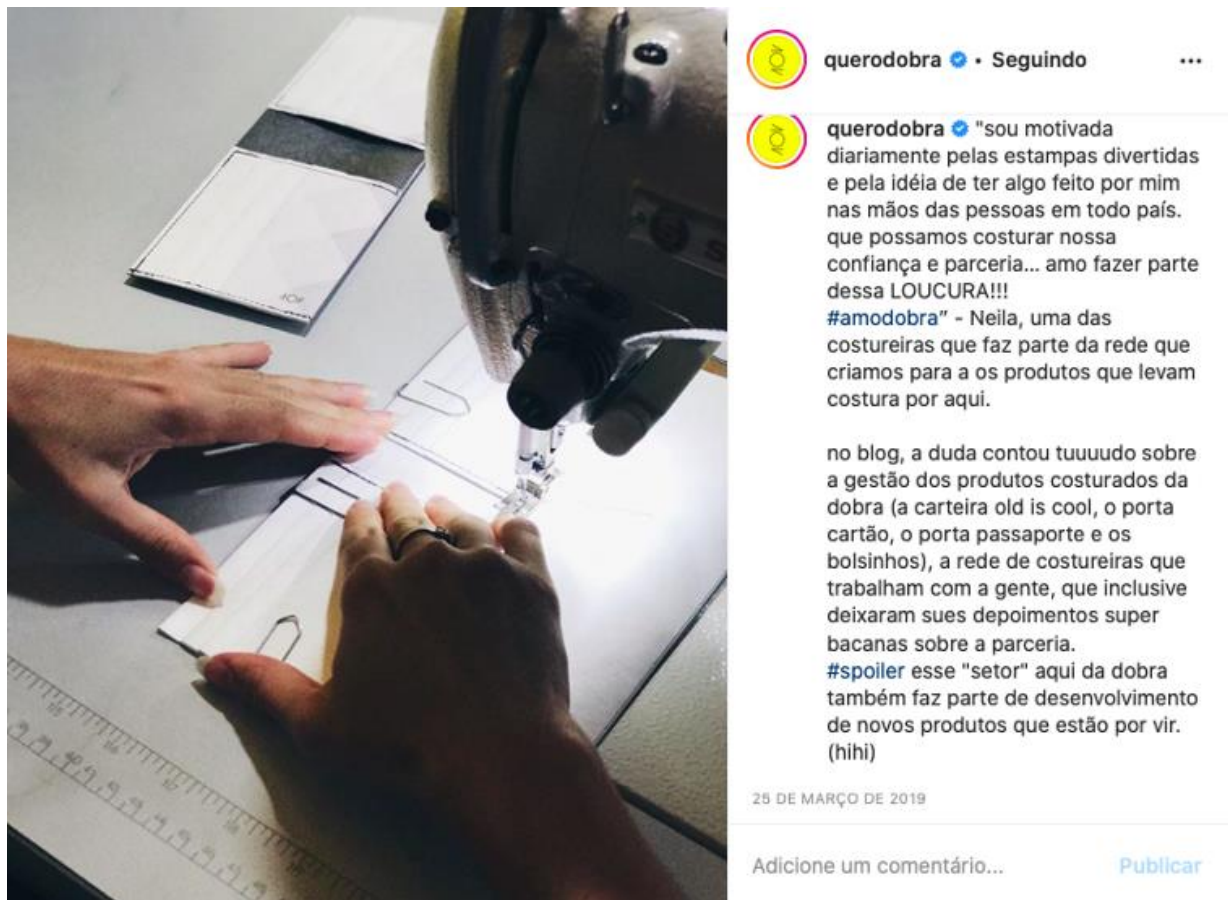 querodobra • Seguindo
querodobra "sou motivada
diariamente pelas estampas divertidas
e pela idéia de ter algo feito por mim
nas mãos das pessoas em todo país.
que possamos costurar nossa
confiança e parceria... amo fazer parte
dessa LOUCURA!!!
#amodobra” - Neila, uma das
costureiras que faz parte da rede que
criamos para a os produtos que levam
costura por aqui.
no blog, a duda contou tuuuudo sobre
a gestão dos produtos costurados da
dobra (a carteira old is cool, o porta
cartão, o porta passaporte e os
bolsinhos), a rede de costureiras que
trabalham com a gente, que inclusive
deixaram sues depoimentos super
bacanas sobre a parceria.
#spoiler esse "setor" aqui da dobra
também faz parte de desenvolvimento
de novos produtos que estão por vir.
(hihi)
25 DE MARÇO DE 2019
Adicione um comentário... Publicar